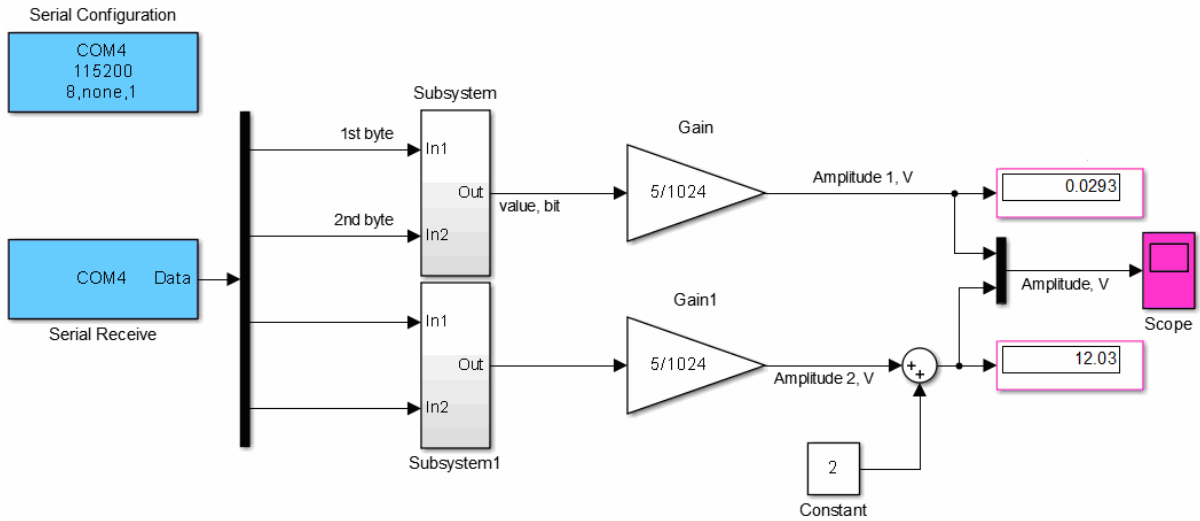 Serial Configuration
COM4
115200
8,none,1
Subsystem
1st byte
In1
Out
value, bit
2nd byte
In2
Gain
5/1024
Amplitude 1, V
0.0293
COM4
Data
Serial Receive
In1
Out
In2
Subsystem1
Gain1
5/1024
Amplitude 2, V
+
+
2
Constant
Amplitude, V
Scope
12.03